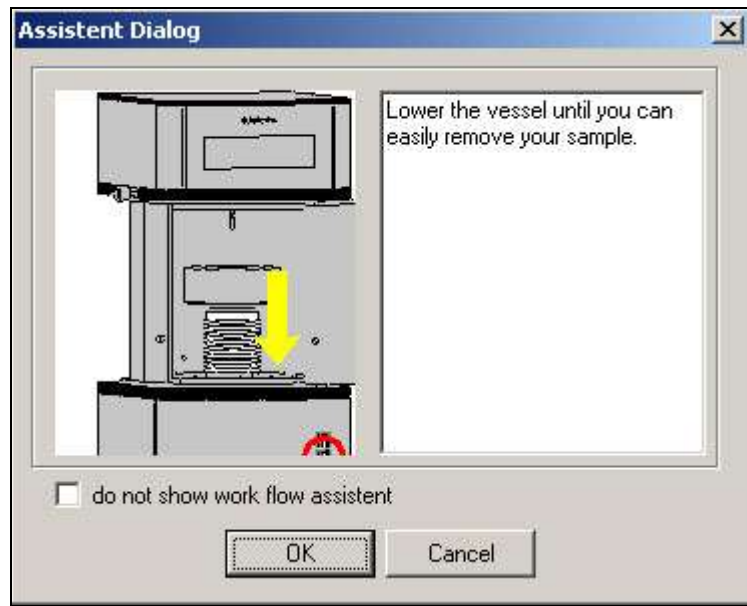 Assistent Dialog
Lower the vessel until you can
easily remove your sample.
do not show work flow assistent
OK
Cancel